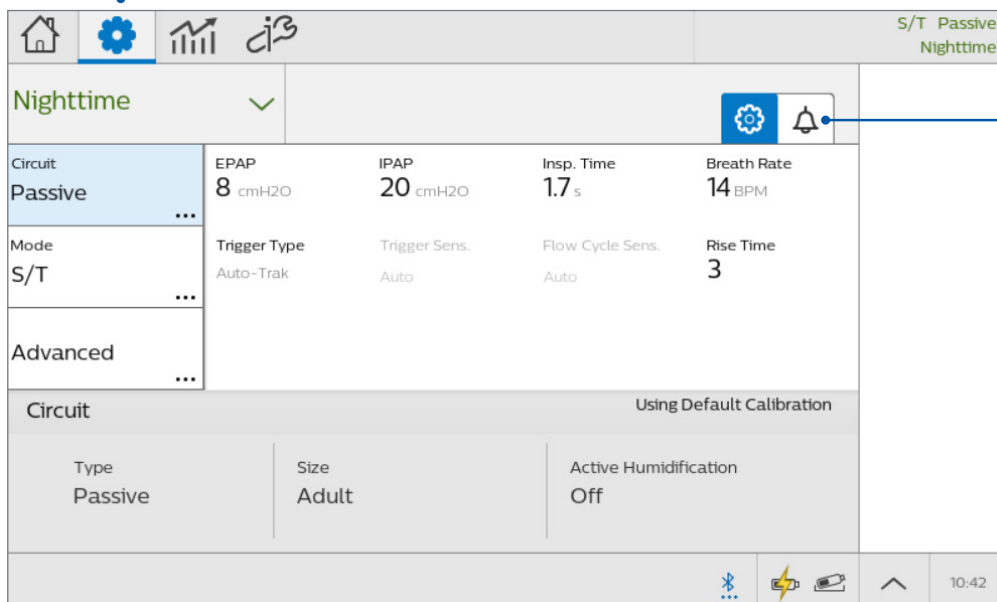 S/T Passive
Nighttime
Nighttime
Circuit
Passive
...
EPAP
8 cmH2O
IPAP
20 cmH2O
Insp. Time
1.7 s
Breath Rate
14 BPM
Mode
S/T
...
Trigger Type
Auto-Trak
Trigger Sens.
Auto
Flow Cycle Sens.
Auto
Rise Time
3
Advanced
...
Circuit
Using Default Calibration
Type
Passive
Size
Adult
Active Humidification
Off
10:42